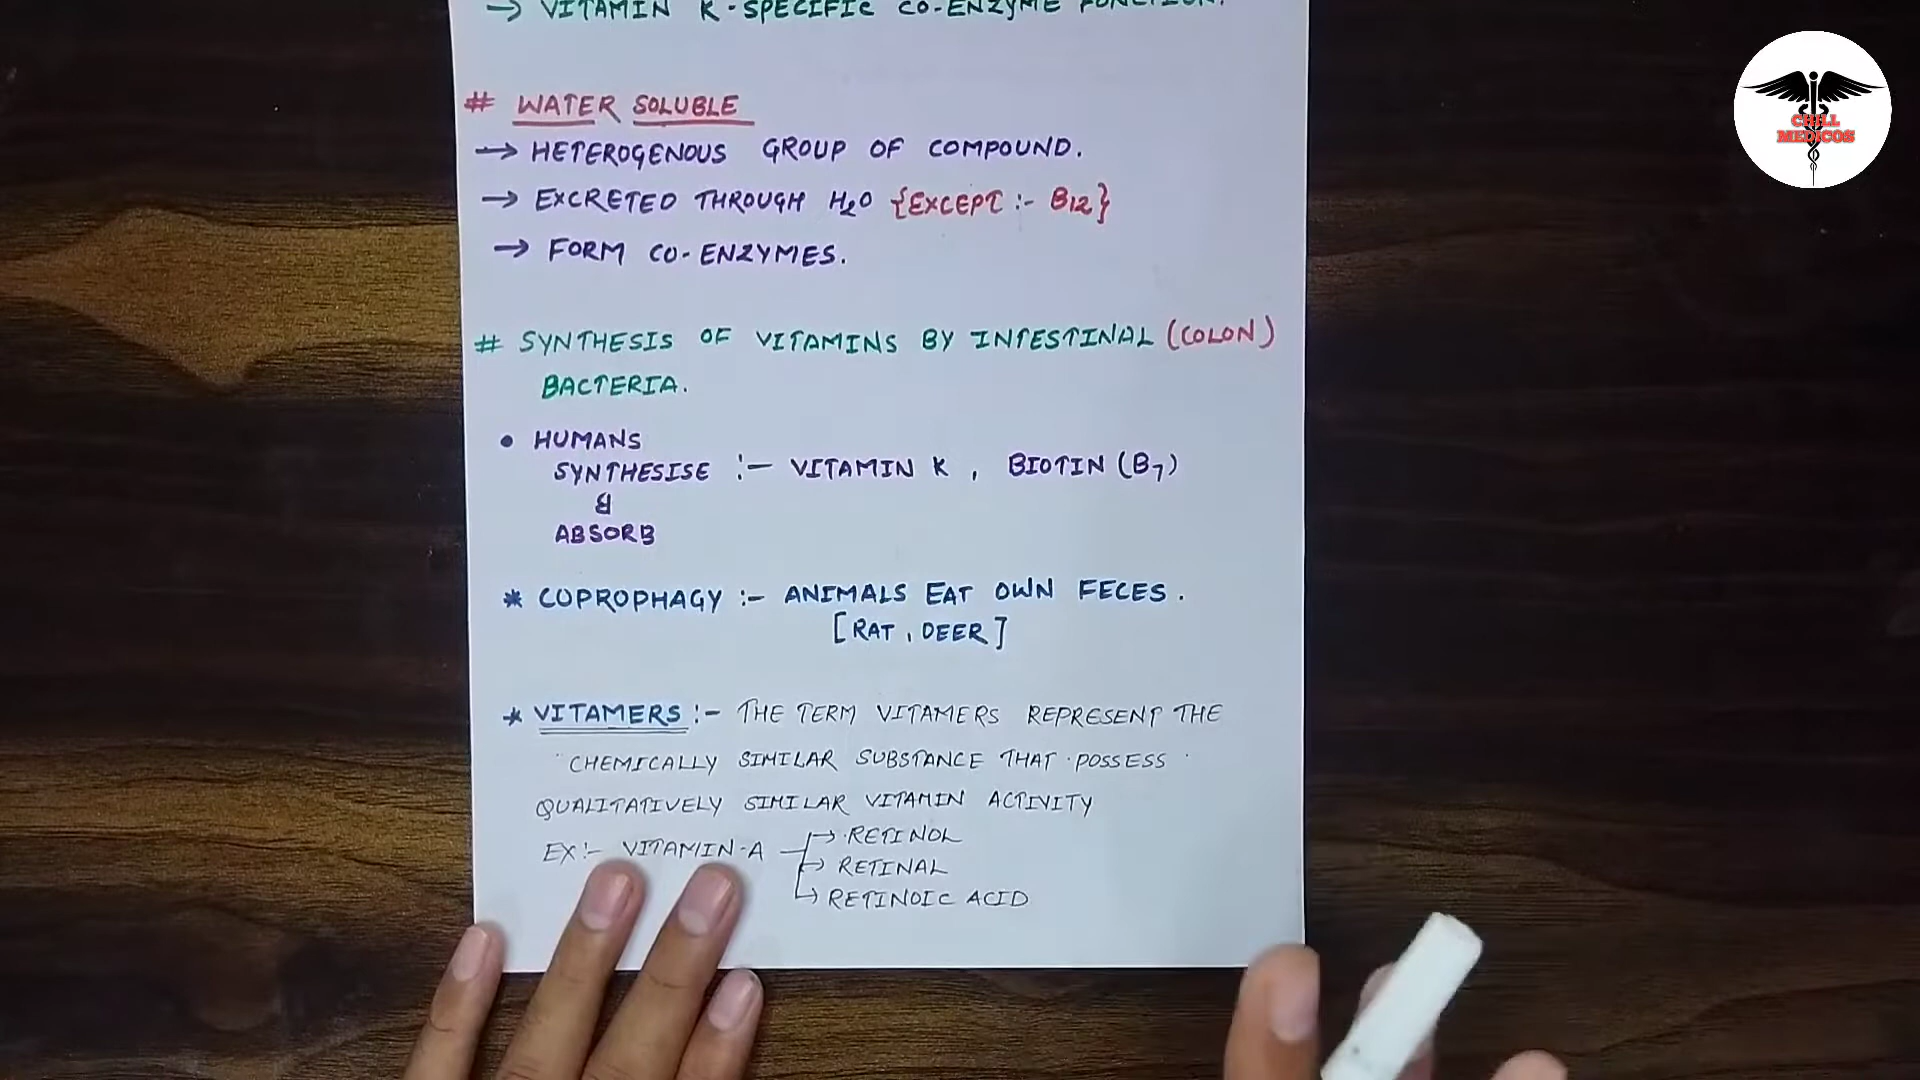 → VITAMIN K-SPECIFIC CO-ENZYME FUNCTION.
# WATER SOLUBLE
→ HETEROGENOUS GROUP OF COMPOUND.
→ EXCRETED THROUGH H₂O {EXCEPT :- B12}
→ FORM CO-ENZYMES.
# SYNTHESIS OF VITAMINS BY INTESTINAL (COLON)
BACTERIA.
• HUMANS
SYNTHESISE :- VITAMIN K, BIOTIN (B7)
&
ABSORB
* COPROPHAGY :- ANIMALS EAT OWN FECES.
[RAT, DEER]
* VITAMERS :- THE TERM VITAMERS REPRESENT THE
CHEMICALLY SIMILAR SUBSTANCE THAT POSSESS
QUALITATIVELY SIMILAR VITAMIN ACTIVITY
EX :- VITAMIN-A → RETINOL
→ RETINAL
→ RETINOIC ACID
CHILL
MEDICOS